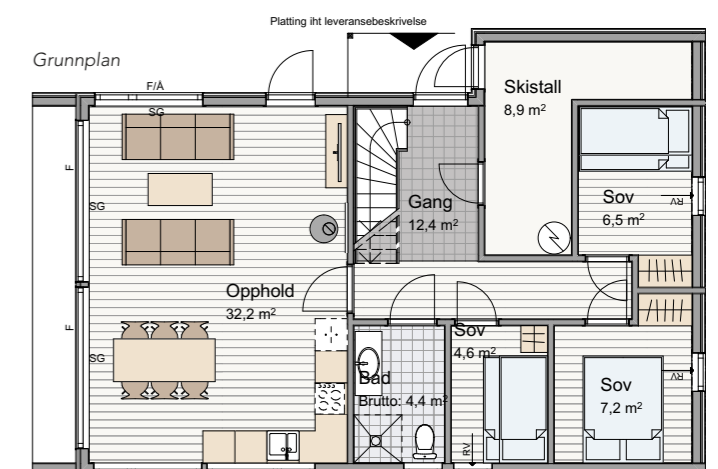 Platting iht leveransebeskrivelse
Grunnplan
F/Å
SG
Skistall
8,9 m²
F
SG
Gang
12,4 m²
Sov
6,5 m²
RV
Opphold
32,2 m²
F
SG
Sov
4,6 m²
Bad
Brutto: 4,4 m²
Sov
7,2 m²
RV
RV